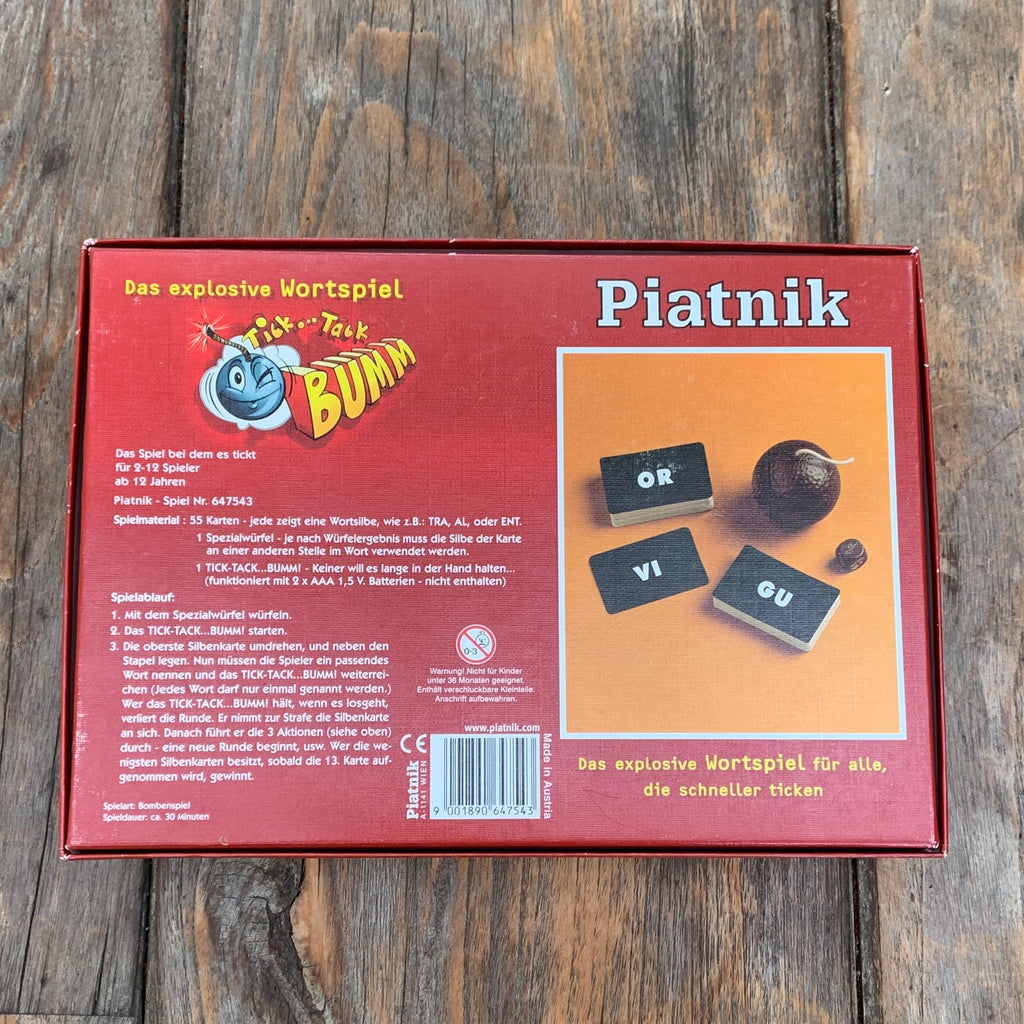 Das explosive Wortspiel
Tick... Tack
BUMM
Das Spiel bei dem es tickt
für 2-12 Spieler
ab 12 Jahren
Piatnik - Spiel Nr. 647543
Spielmaterial : 55 Karten - jede zeigt eine Wortsilbe, wie z.B.: TRA, AL, oder ENT.
1 Spezialwürfel - je nach Würfelergebnis muss die Silbe der Karte
an einer anderen Stelle im Wort verwendet werden.
1 TICK-TACK...BUMM! - Keiner will es lange in der Hand halten...
(funktioniert mit 2 x AAA 1,5 V. Batterien - nicht enthalten)
Spielablauf:
1. Mit dem Spezialwürfel würfeln.
2. Das TICK-TACK...BUMM! starten.
3. Die oberste Silbenkarte umdrehen, und neben den
Stapel legen. Nun müssen die Spieler ein passendes
Wort nennen und das TICK-TACK...BUMM! weiterrei-
chen (Jedes Wort darf nur einmal genannt werden.)
Wer das TICK-TACK...BUMM! hält, wenn es losgeht,
verliert die Runde. Er nimmt zur Strafe die Silbenkarte
an sich. Danach führt er die 3 Aktionen (siehe oben)
durch - eine neue Runde beginnt, usw. Wer die we-
nigsten Silbenkarten besitzt, sobald die 13. Karte auf-
genommen wird, gewinnt.
Spielart: Bombenspiel
Spieldauer: ca. 30 Minuten
0-3
Warnung! Nicht für Kinder
unter 36 Monaten geeignet.
Enthält verschluckbare Kleinteile.
Anschrift aufbewahren.
www.piatnik.com
CE
Piatnik
A-1141 WIEN
9 001890 647543
Made in Austria
Piatnik
OR
VI
GU
Das explosive Wortspiel für alle,
die schneller ticken